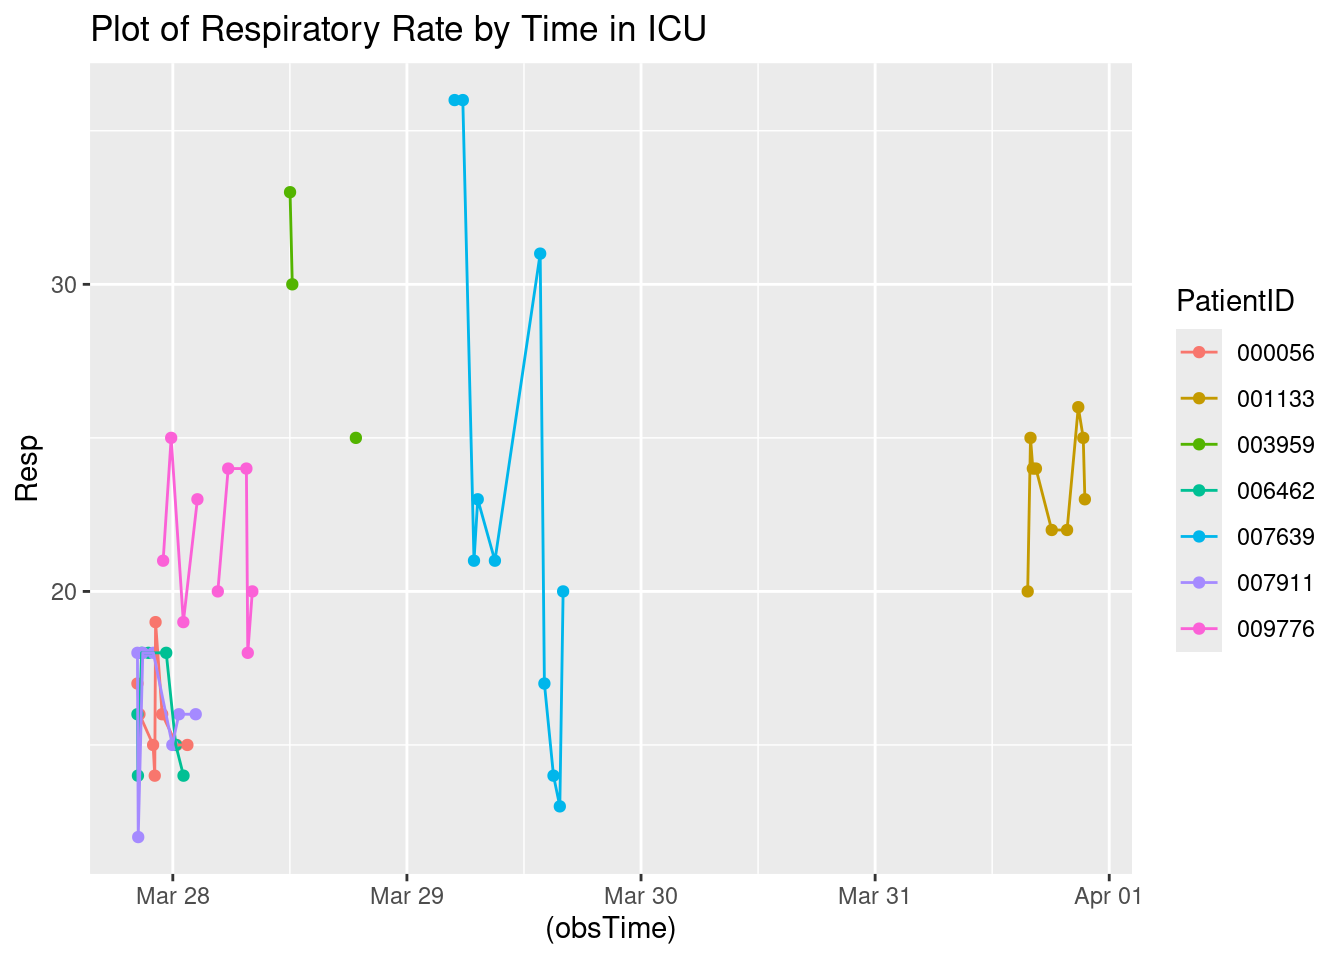 Plot of Respiratory Rate by Time in ICU
Resp
30
20
Mar 28
Mar 29
Mar 30
Mar 31
Apr 01
(obsTime)
PatientID
000056
001133
003959
006462
007639
007911
009776